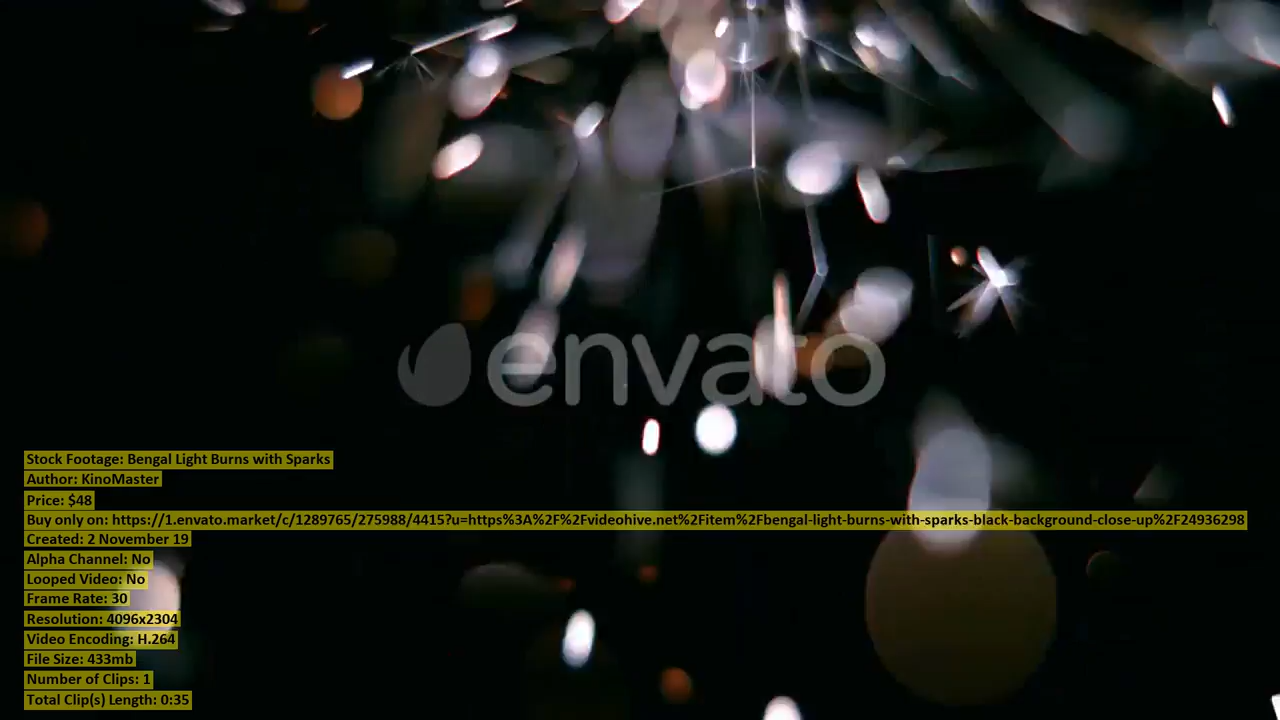 envato
Stock Footage: Bengal Light Burns with Sparks
Author: KinoMaster
Price: $48
Buy only on: https://1.envato.market/c/1289765/275988/4415?u=https%3A%2F%2Fvideohive.net%2Fitem%2Fbengal-light-burns-with-sparks-black-background-close-up%2F24936298
Created: 2 November 19
Alpha Channel: No
Looped Video: No
Frame Rate: 30
Resolution: 4096x2304
Video Encoding: H.264
File Size: 433mb
Number of Clips: 1
Total Clip(s) Length: 0:35